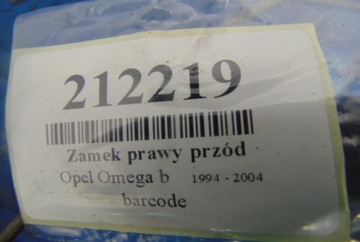 212219
Zamek prawy przód
Opel Omega b 1994 - 2004
barcode